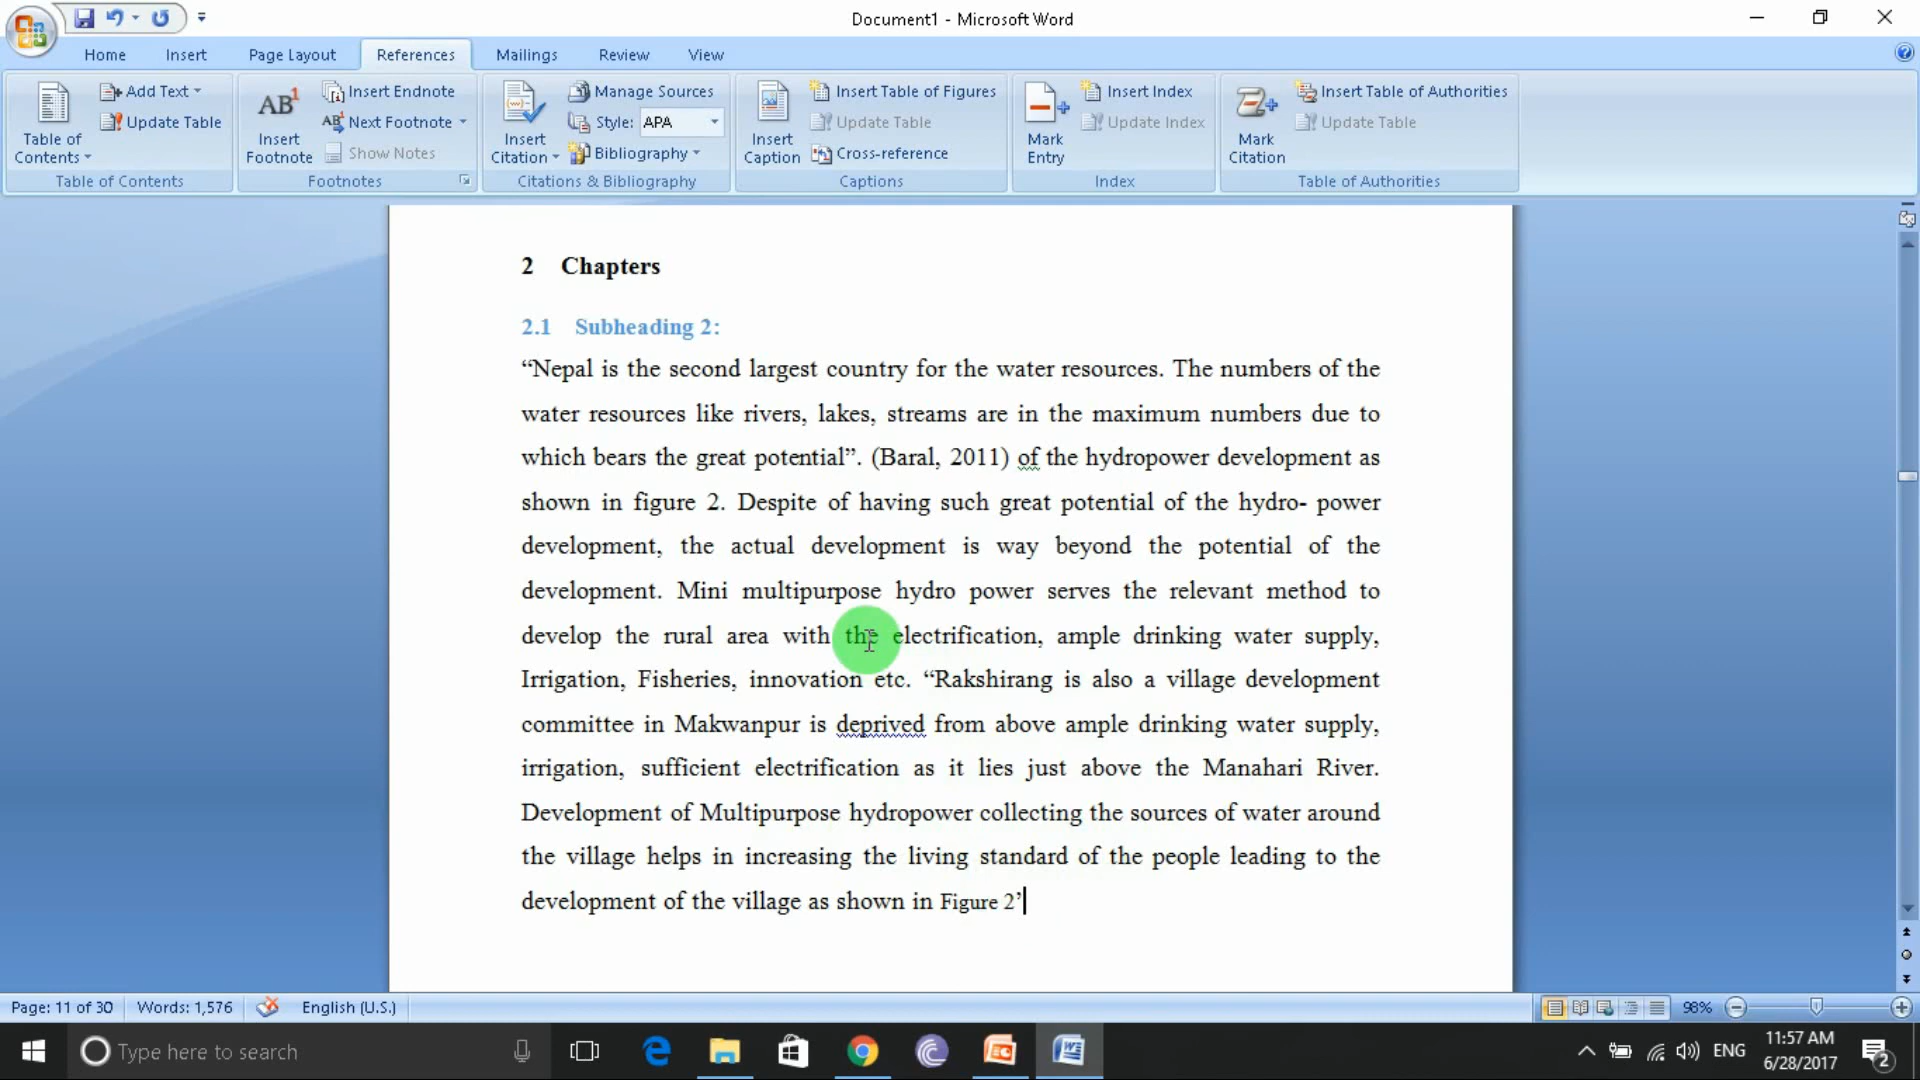 Document1 - Microsoft Word
Home Insert Page Layout References Mailings Review View
Table of Contents
Add Text
Update Table
Table of Contents
AB1
Insert Footnote
Insert Endnote
AB1 Next Footnote
Show Notes
Footnotes
Insert Citation
Manage Sources
Style: APA
Bibliography
Citations & Bibliography
Insert Caption
Insert Table of Figures
Update Table
Cross-reference
Captions
Mark Entry
Insert Index
Update Index
Index
Mark Citation
Insert Table of Authorities
Update Table
Table of Authorities
2 Chapters
2.1 Subheading 2:
“Nepal is the second largest country for the water resources. The numbers of the
water resources like rivers, lakes, streams are in the maximum numbers due to
which bears the great potential”. (Baral, 2011) of the hydropower development as
shown in figure 2. Despite of having such great potential of the hydro- power
development, the actual development is way beyond the potential of the
development. Mini multipurpose hydro power serves the relevant method to
develop the rural area with the electrification, ample drinking water supply,
Irrigation, Fisheries, innovation etc. “Rakshirang is also a village development
committee in Makwanpur is deprived from above ample drinking water supply,
irrigation, sufficient electrification as it lies just above the Manahari River.
Development of Multipurpose hydropower collecting the sources of water around
the village helps in increasing the living standard of the people leading to the
development of the village as shown in Figure 2’
Page: 11 of 30 Words: 1,576 English (U.S.) 98%
Type here to search
ENG
11:57 AM
6/28/2017
2